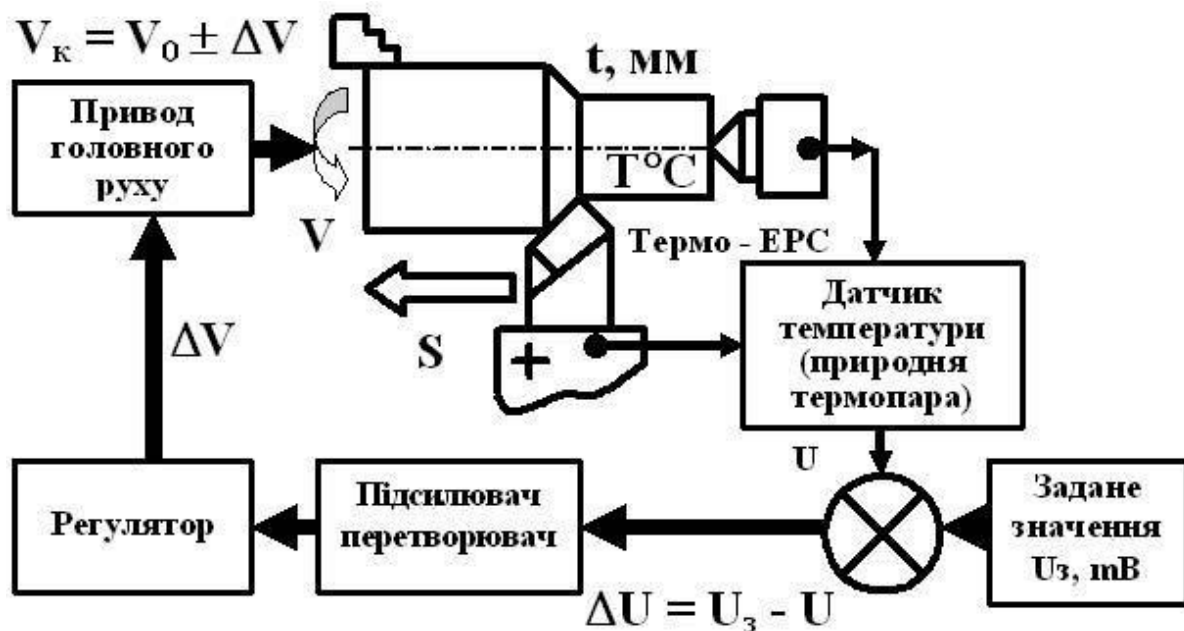 Vк = V0 ± ΔV
t, мм
Привод
головного
руху
T°C
V
Термо - ЕРС
Датчик
температури
(природня
термопара)
S
ΔV
U
Регулятор
Підсилювач
перетворювач
Задане
значення
Uз, mB
ΔU = Uз - U